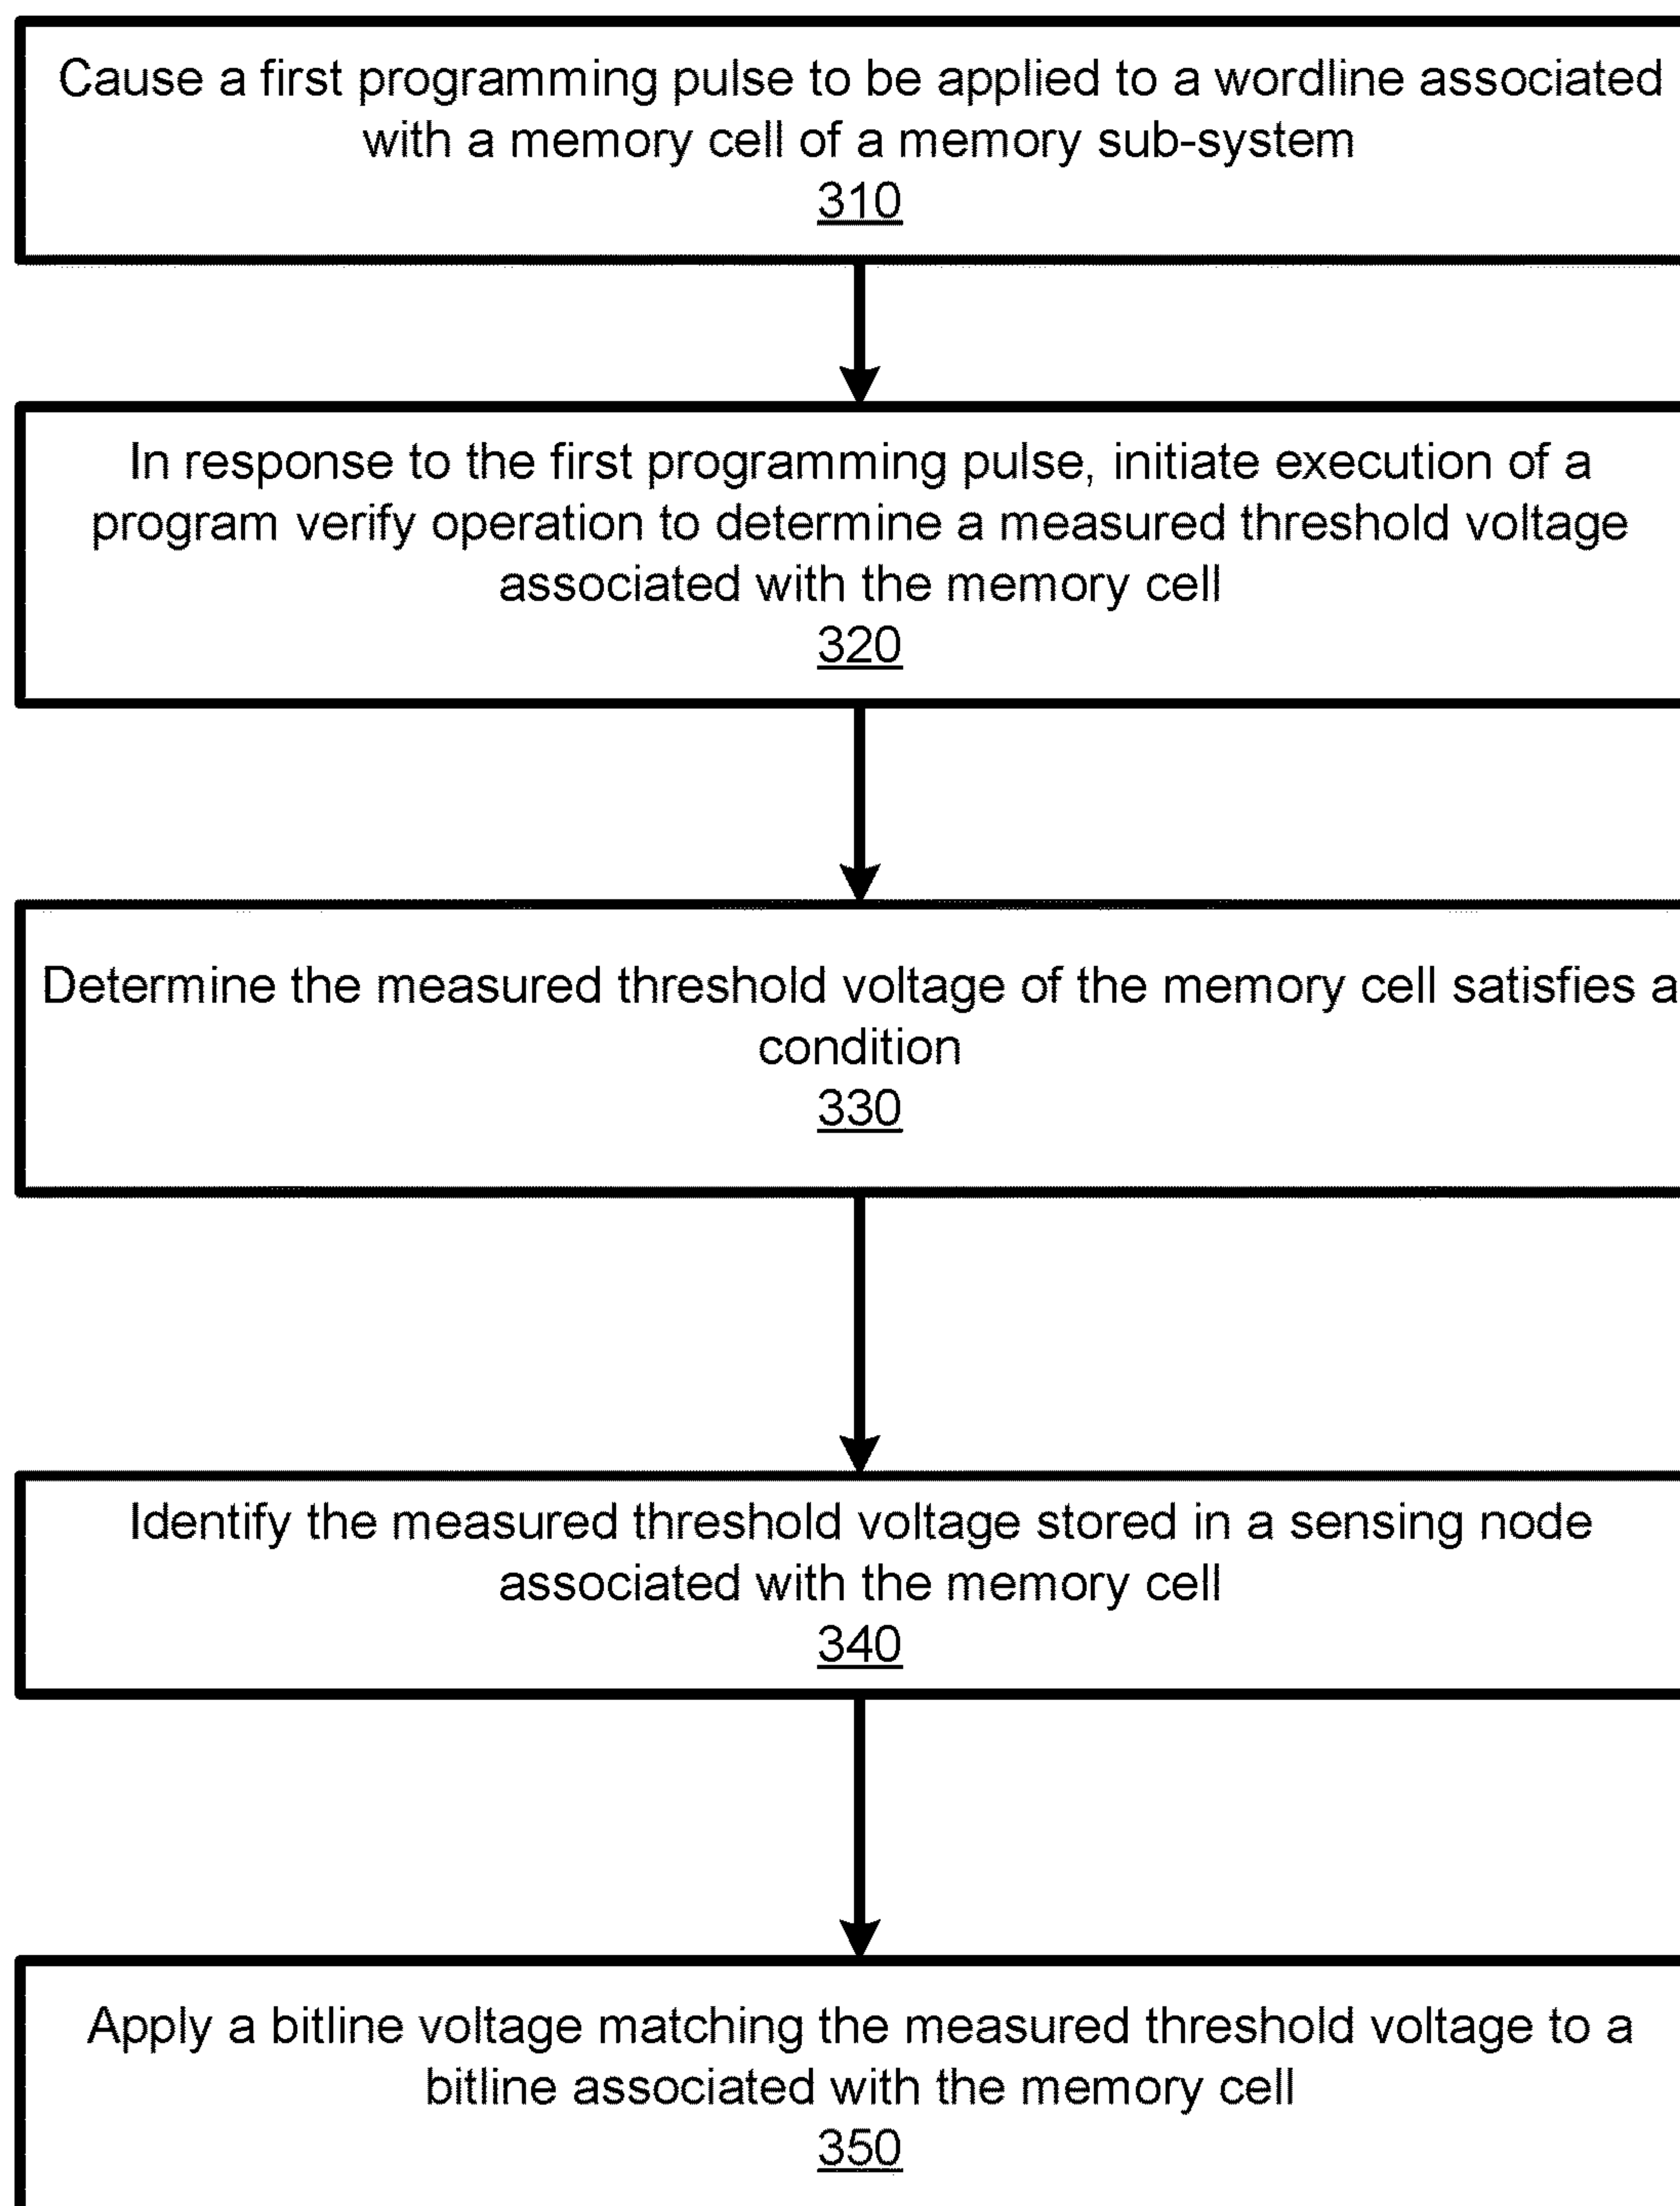 Cause a first programming pulse to be applied to a wordline associated
with a memory cell of a memory sub-system
310
In response to the first programming pulse, initiate execution of a
program verify operation to determine a measured threshold voltage
associated with the memory cell
320
Determine the measured threshold voltage of the memory cell satisfies a
condition
330
Identify the measured threshold voltage stored in a sensing node
associated with the memory cell
340
Apply a bitline voltage matching the measured threshold voltage to a
bitline associated with the memory cell
350